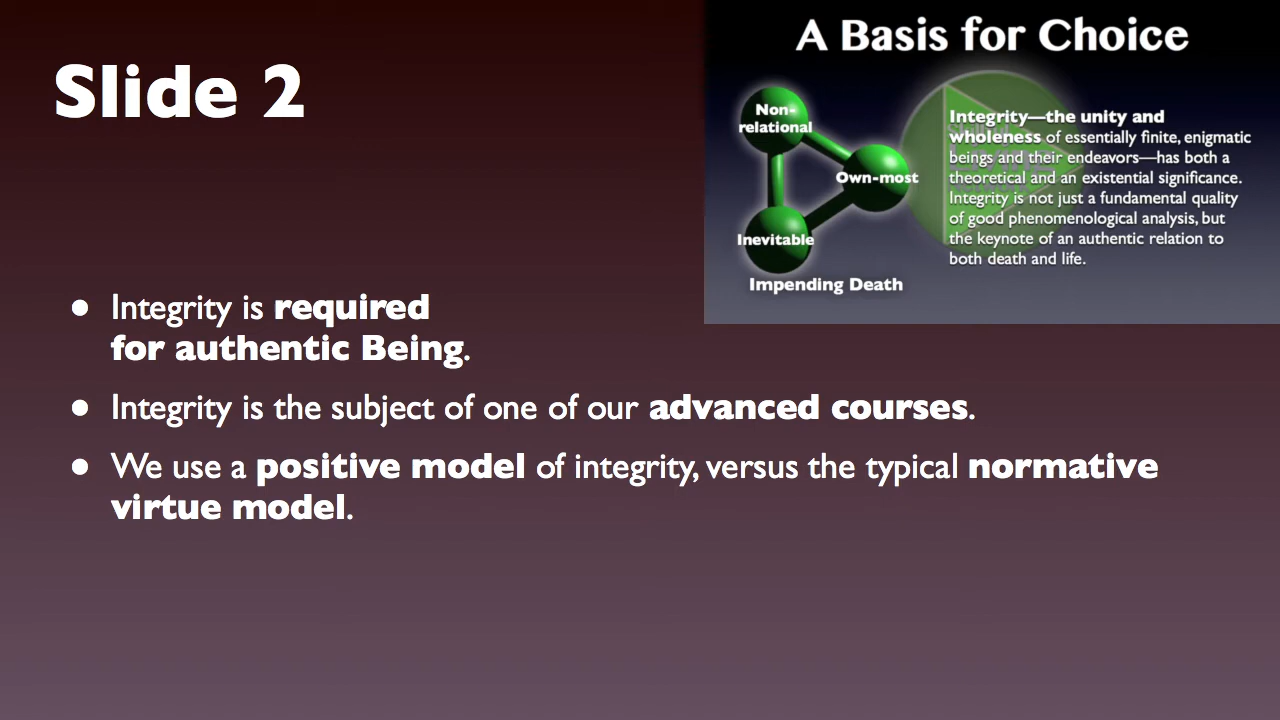 Slide 2
A Basis for Choice
Non-
relational
Own-most
Inevitable
Impending Death
Integrity—the unity and
wholeness of essentially finite, enigmatic
beings and their endeavors—has both a
theoretical and an existential significance.
Integrity is not just a fundamental quality
of good phenomenological analysis, but
the keynote of an authentic relation to
both death and life.
• Integrity is required
for authentic Being.
• Integrity is the subject of one of our advanced courses.
• We use a positive model of integrity, versus the typical normative
virtue model.